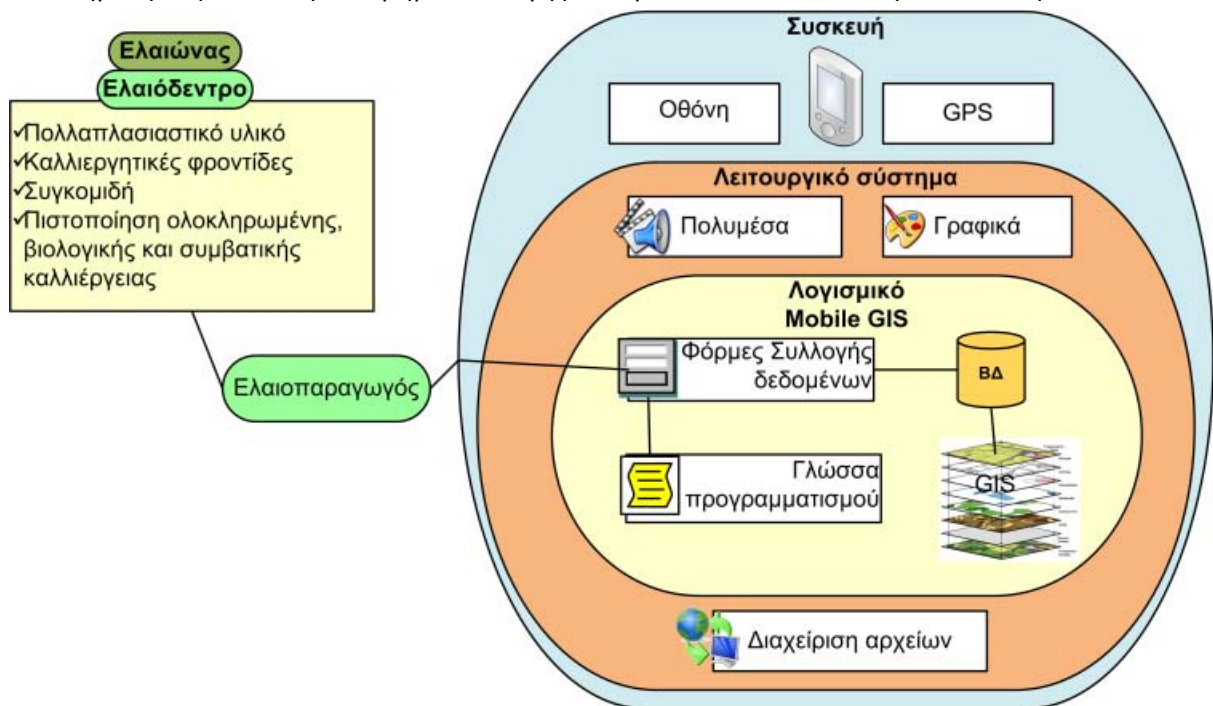 Ελαιώνας
Ελαιόδεντρο
✓Πολλαπλασιαστικό υλικό
✓Καλλιεργητικές φροντίδες
✓Συγκομιδή
✓Πιστοποίηση ολοκληρωμένης,
βιολογικής και συμβατικής
καλλιέργειας
Ελαιοπαραγωγός
Συσκευή
Οθόνη
GPS
Λειτουργικό σύστημα
Πολυμέσα
Γραφικά
Λογισμικό
Mobile GIS
Φόρμες Συλλογής
δεδομένων
ΒΔ
Γλώσσα
προγραμματισμού
GIS
Διαχείριση αρχείων